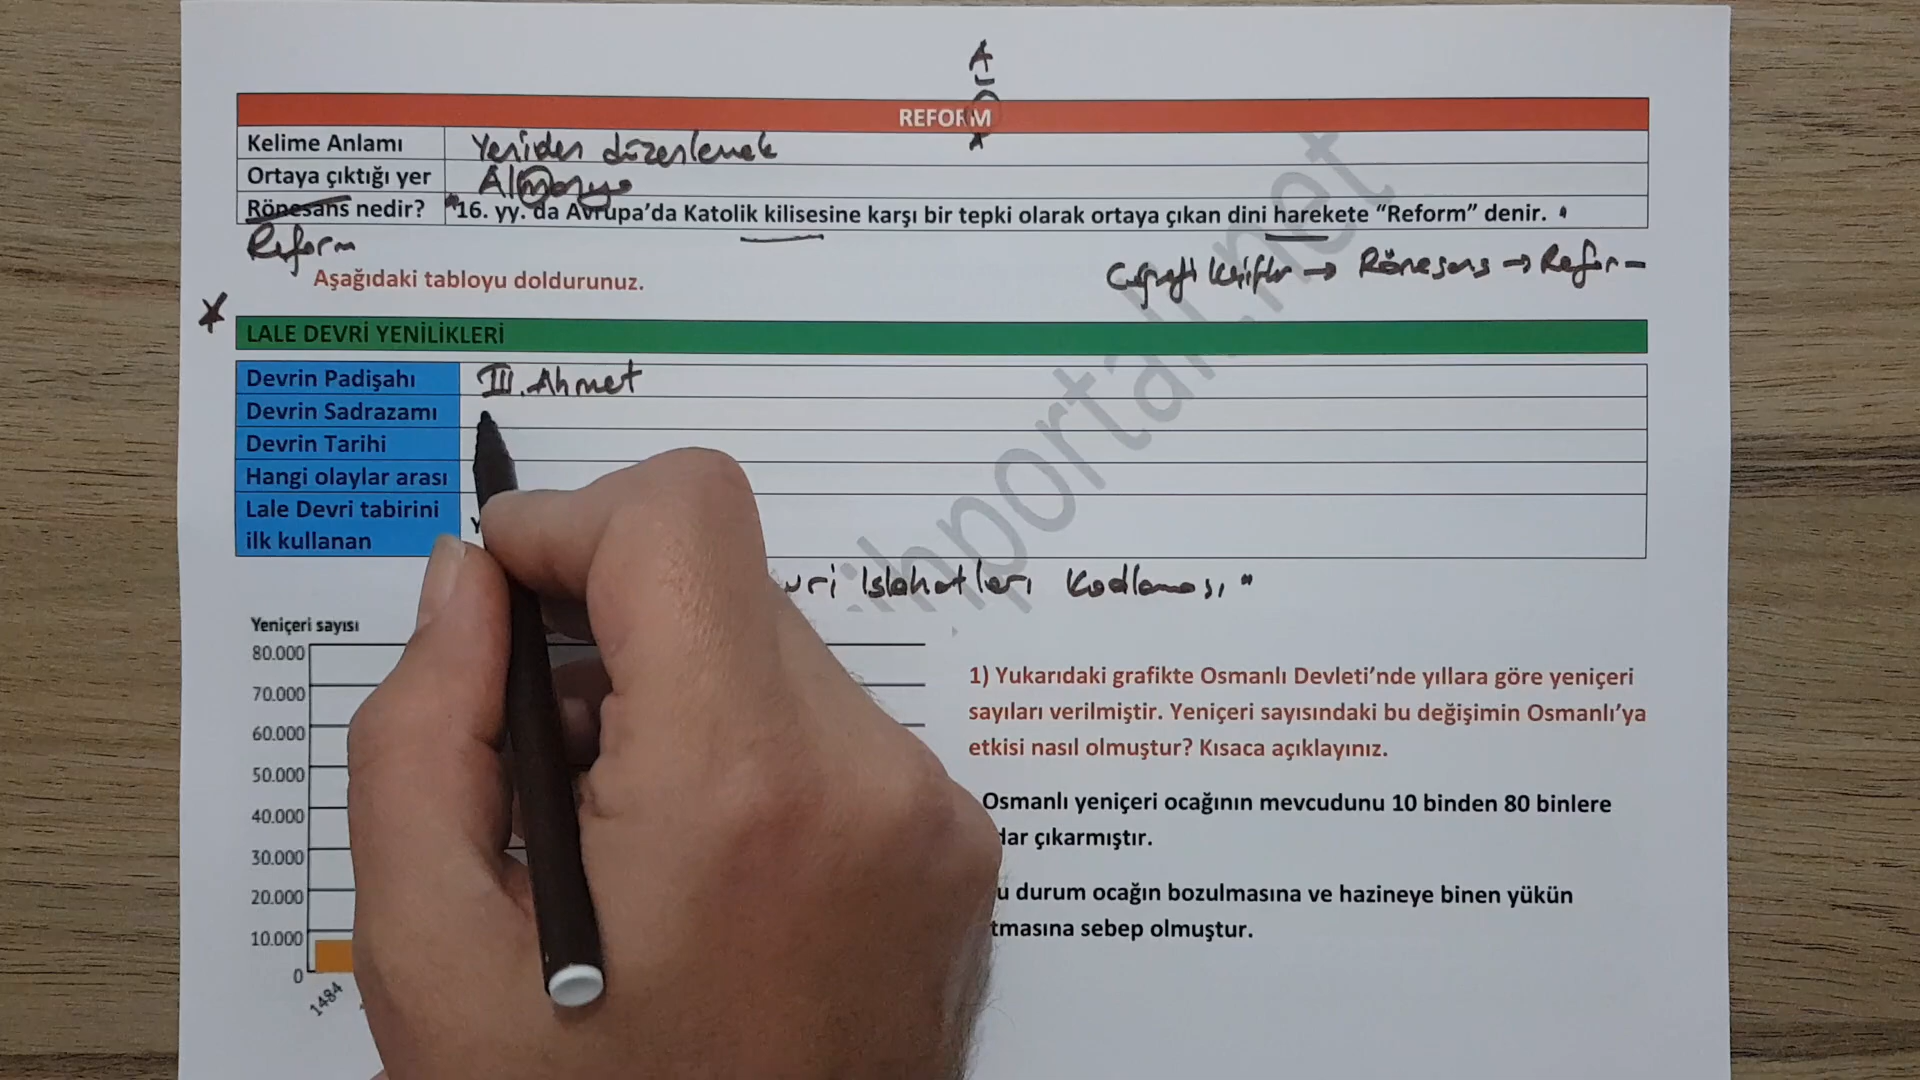 A
REFORM
Kelime Anlamı Yeniden düzenlemek
Ortaya çıktığı yer Almanya
Rönesans nedir? "16. yy. da Avrupa'da Katolik kilisesine karşı bir tepki olarak ortaya çıkan dini harekete “Reform” denir.
Reform
Coğrafi Keşifler → Rönesans → Reform
Aşağıdaki tabloyu doldurunuz.
LALE DEVRİ YENİLİKLERİ
Devrin Padişahı III. Ahmet
Devrin Sadrazamı
Devrin Tarihi
Hangi olaylar arası
Lale Devri tabirini
ilk kullanan
vri Islahatları Kodlaması"
Yeniçeri sayısı
80.000
70.000
60.000
50.000
40.000
30.000
20.000
10.000
0
1484
1) Yukarıdaki grafikte Osmanlı Devleti’nde yıllara göre yeniçeri
sayıları verilmiştir. Yeniçeri sayısındaki bu değişimin Osmanlı’ya
etkisi nasıl olmuştur? Kısaca açıklayınız.
Osmanlı yeniçeri ocağının mevcudunu 10 binden 80 binlere
dar çıkarmıştır.
u durum ocağın bozulmasına ve hazineye binen yükün
tmasına sebep olmuştur.
ihportali.net